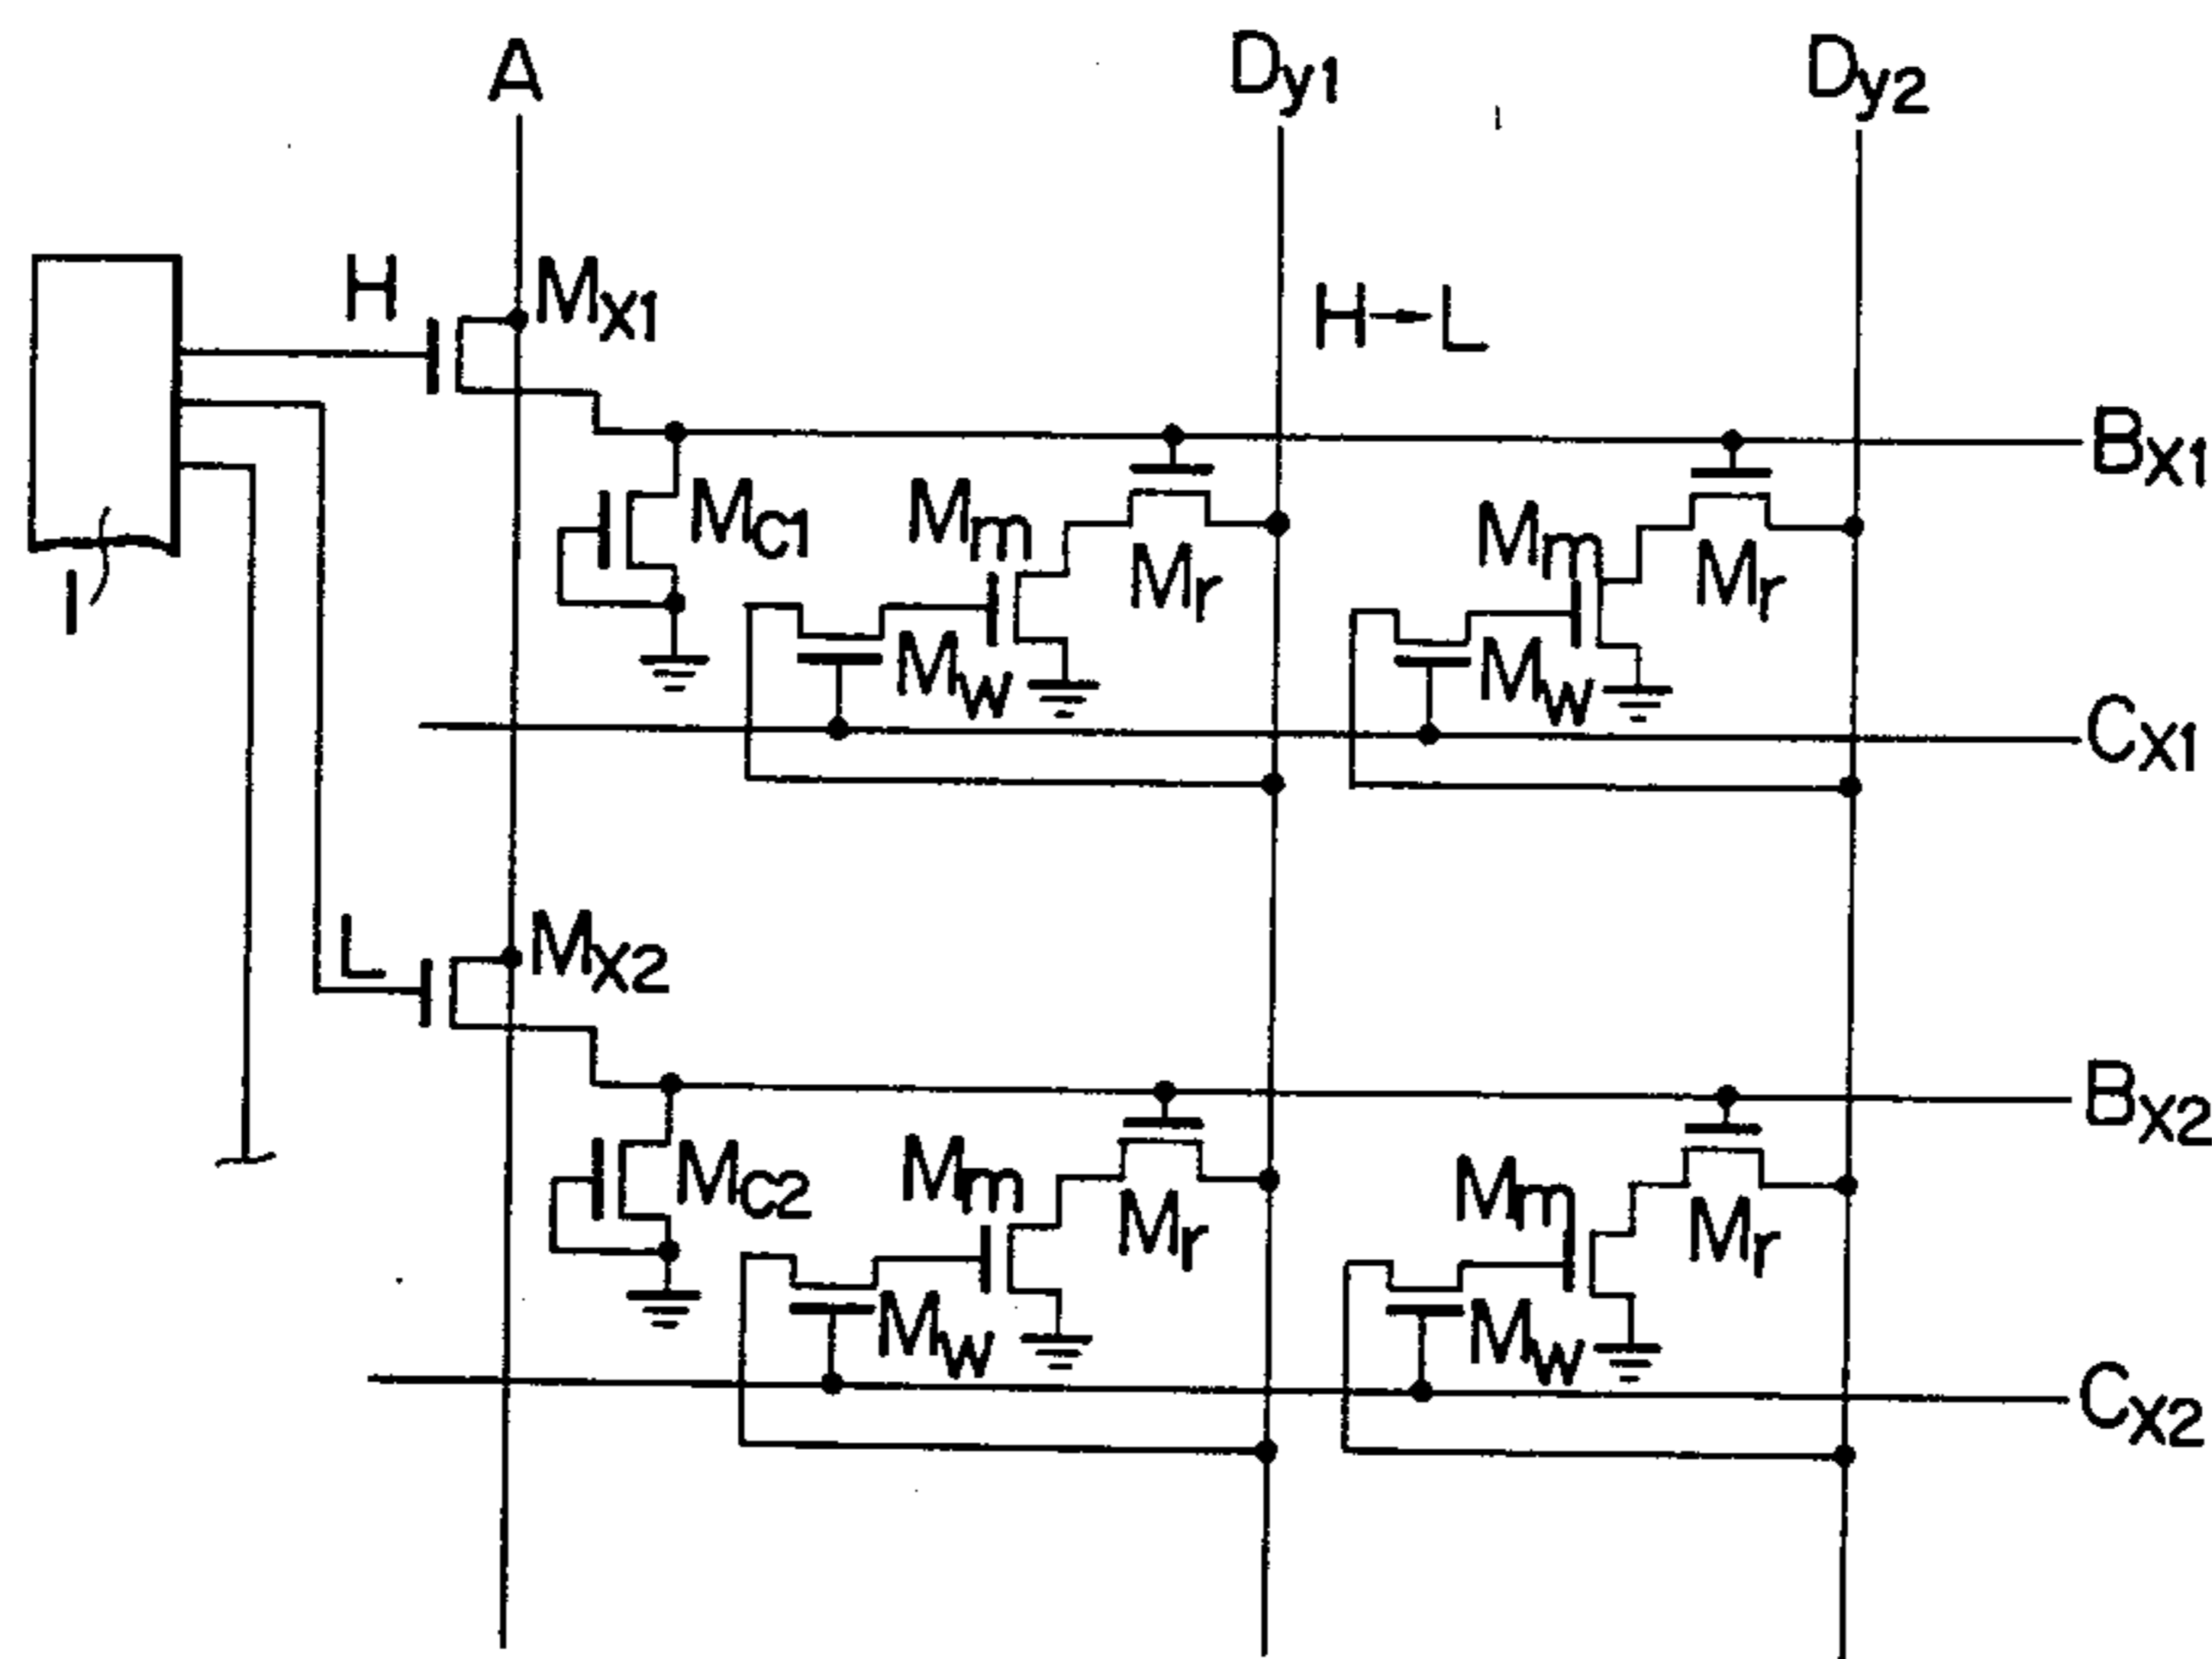 A Dy1 Dy2
H Mx1 H→L
Bx1
Mc1 Mm Mr Mm Mr
1
Mw Mw
Cx1
L Mx2
Bx2
Mc2 Mm Mr Mm Mr
Mw Mw
Cx2